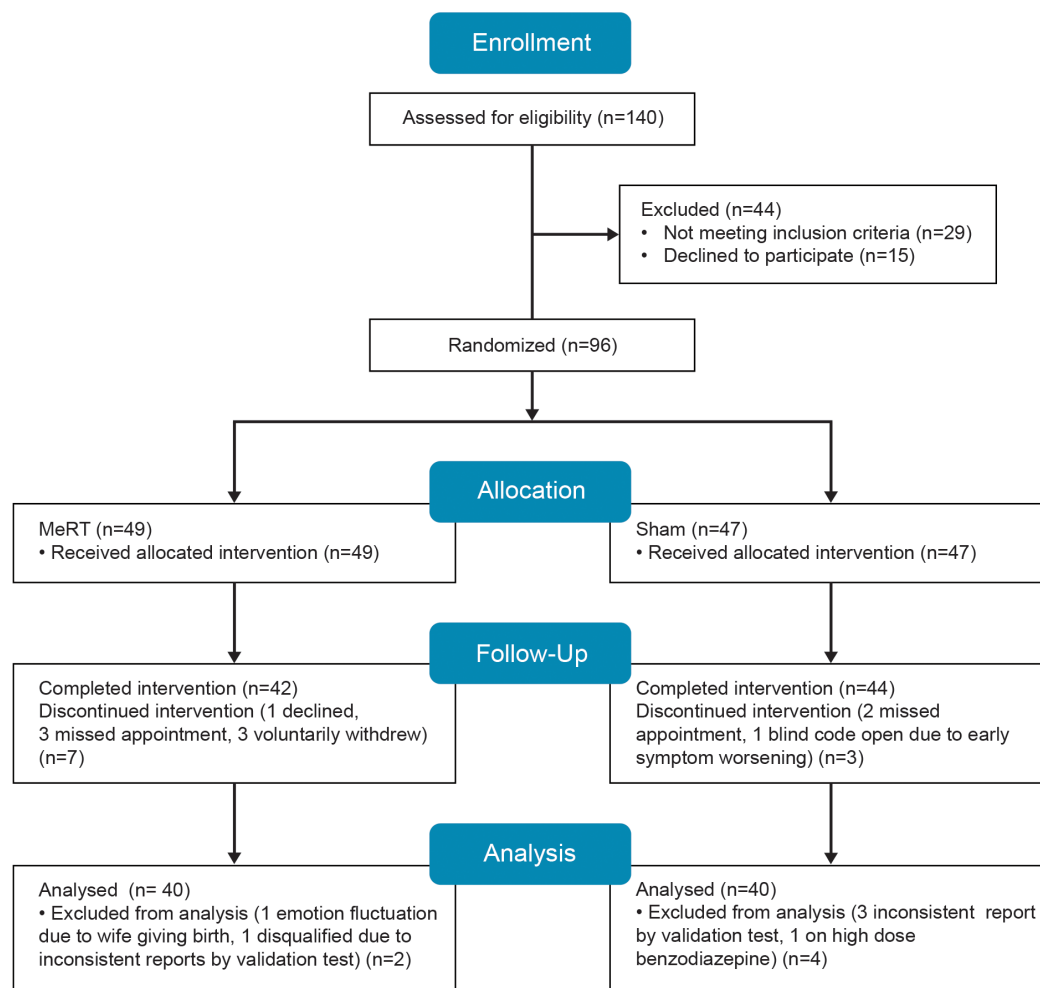 Enrollment
Assessed for eligibility (n=140)
Excluded (n=44)
• Not meeting inclusion criteria (n=29)
• Declined to participate (n=15)
Randomized (n=96)
Allocation
MeRT (n=49)
• Received allocated intervention (n=49)
Sham (n=47)
• Received allocated intervention (n=47)
Follow-Up
Completed intervention (n=42)
Discontinued intervention (1 declined,
3 missed appointment, 3 voluntarily withdrew)
(n=7)
Completed intervention (n=44)
Discontinued intervention (2 missed
appointment, 1 blind code open due to early
symptom worsening) (n=3)
Analysis
Analysed (n= 40)
• Excluded from analysis (1 emotion fluctuation
due to wife giving birth, 1 disqualified due to
inconsistent reports by validation test) (n=2)
Analysed (n=40)
• Excluded from analysis (3 inconsistent report
by validation test, 1 on high dose
benzodiazepine) (n=4)